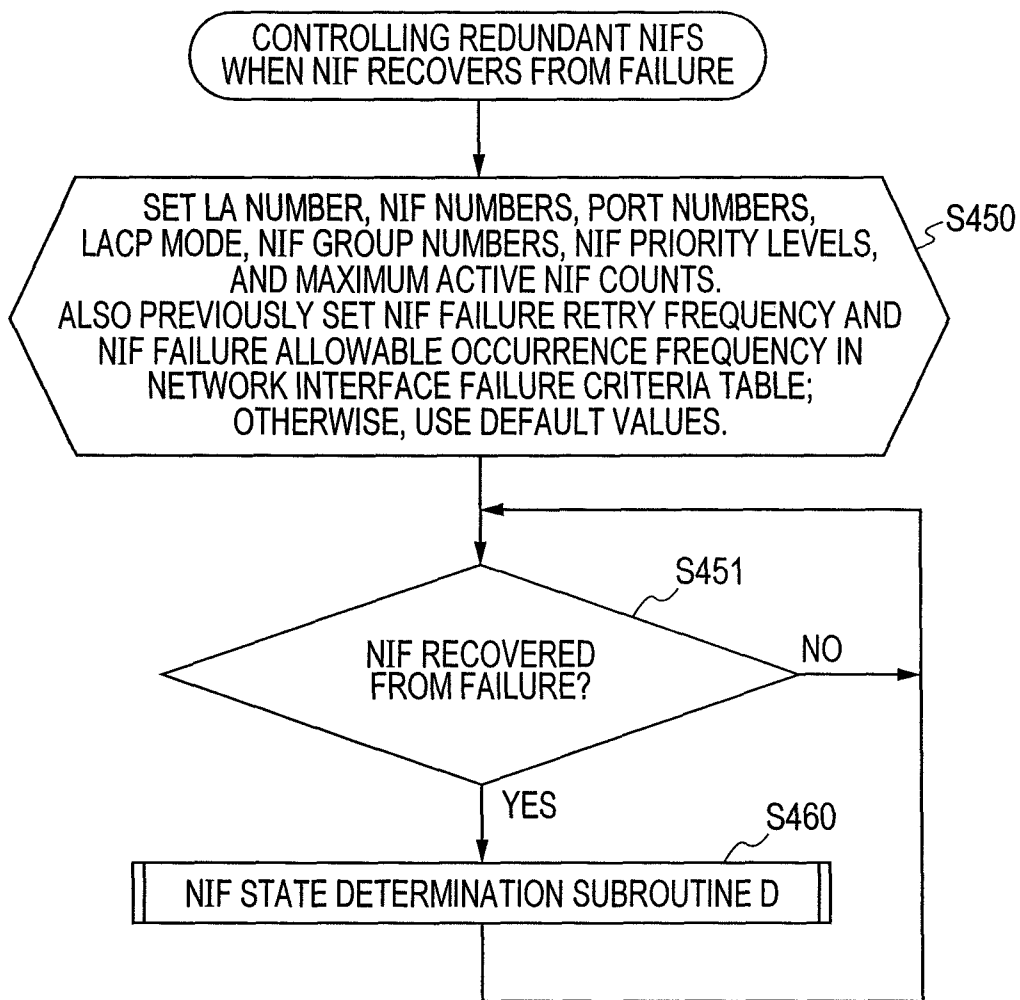 CONTROLLING REDUNDANT NIFS
WHEN NIF RECOVERS FROM FAILURE
SET LA NUMBER, NIF NUMBERS, PORT NUMBERS,
LACP MODE, NIF GROUP NUMBERS, NIF PRIORITY LEVELS,
AND MAXIMUM ACTIVE NIF COUNTS.
ALSO PREVIOUSLY SET NIF FAILURE RETRY FREQUENCY AND
NIF FAILURE ALLOWABLE OCCURRENCE FREQUENCY IN
NETWORK INTERFACE FAILURE CRITERIA TABLE;
OTHERWISE, USE DEFAULT VALUES.
S450
S451
NIF RECOVERED
FROM FAILURE?
NO
YES
S460
NIF STATE DETERMINATION SUBROUTINE D